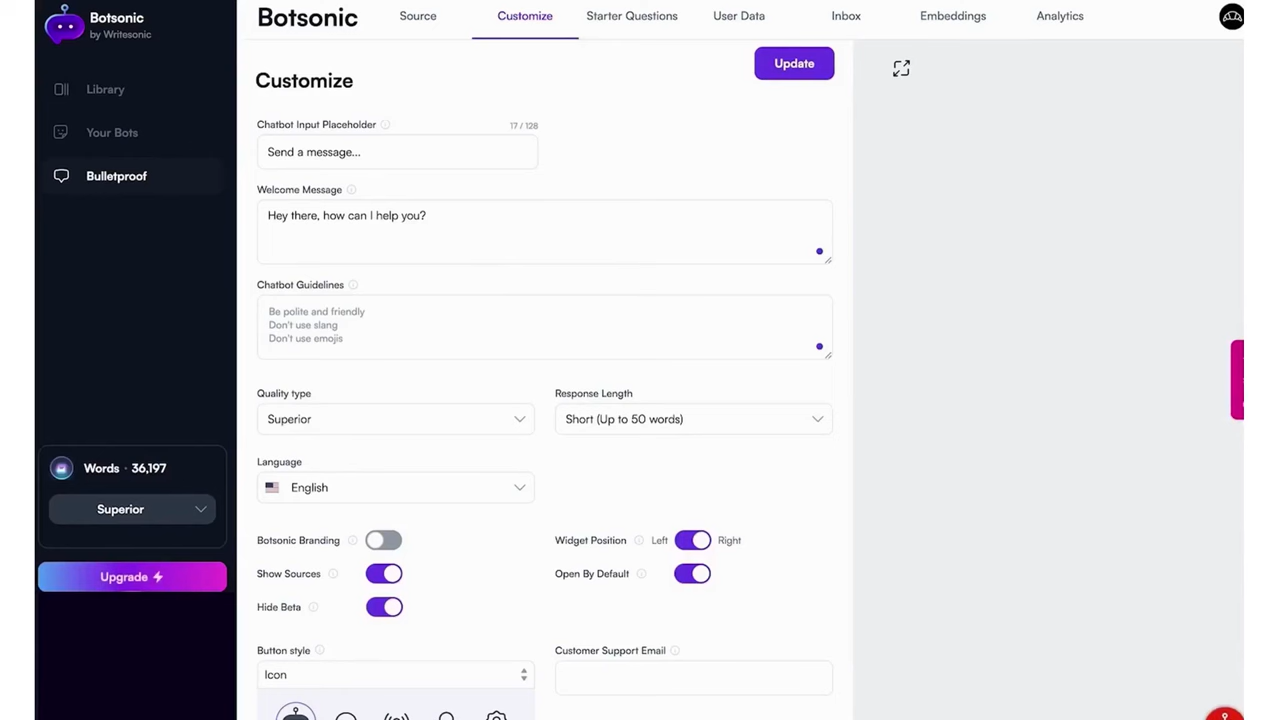 Botsonic
by Writesonic
Library
Your Bots
Bulletproof
Words · 36,197
Superior
Upgrade
Botsonic
Source
Customize
Starter Questions
User Data
Inbox
Embeddings
Analytics
Customize
Update
Chatbot Input Placeholder
17 / 128
Send a message...
Welcome Message
Hey there, how can I help you?
Chatbot Guidelines
Be polite and friendly
Don't use slang
Don't use emojis
Quality type
Response Length
Superior
Short (Up to 50 words)
Language
English
Botsonic Branding
Widget Position
Left
Right
Show Sources
Open By Default
Hide Beta
Button style
Customer Support Email
Icon